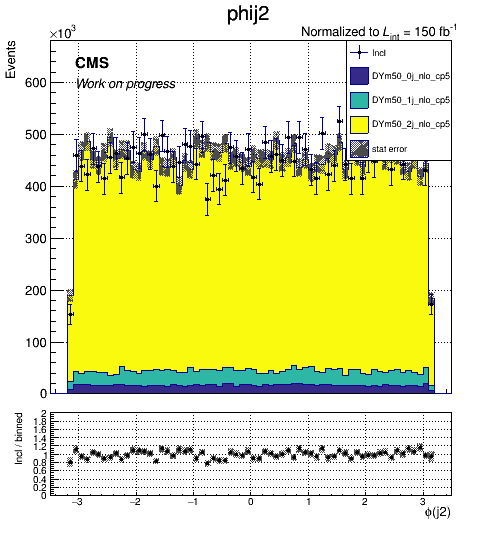 phij2
×10³
Normalized to L_int = 150 fb⁻¹
Events
CMS
Work on progress
Incl
DYm50_0j_nlo_cp5
DYm50_1j_nlo_cp5
DYm50_2j_nlo_cp5
stat error
600
500
400
300
200
100
0
Incl / binned
2
1.8
1.6
1.4
1.2
1
0.8
0.6
0.4
0.2
0
−3 −2 −1 0 1 2 3
ϕ(j2)